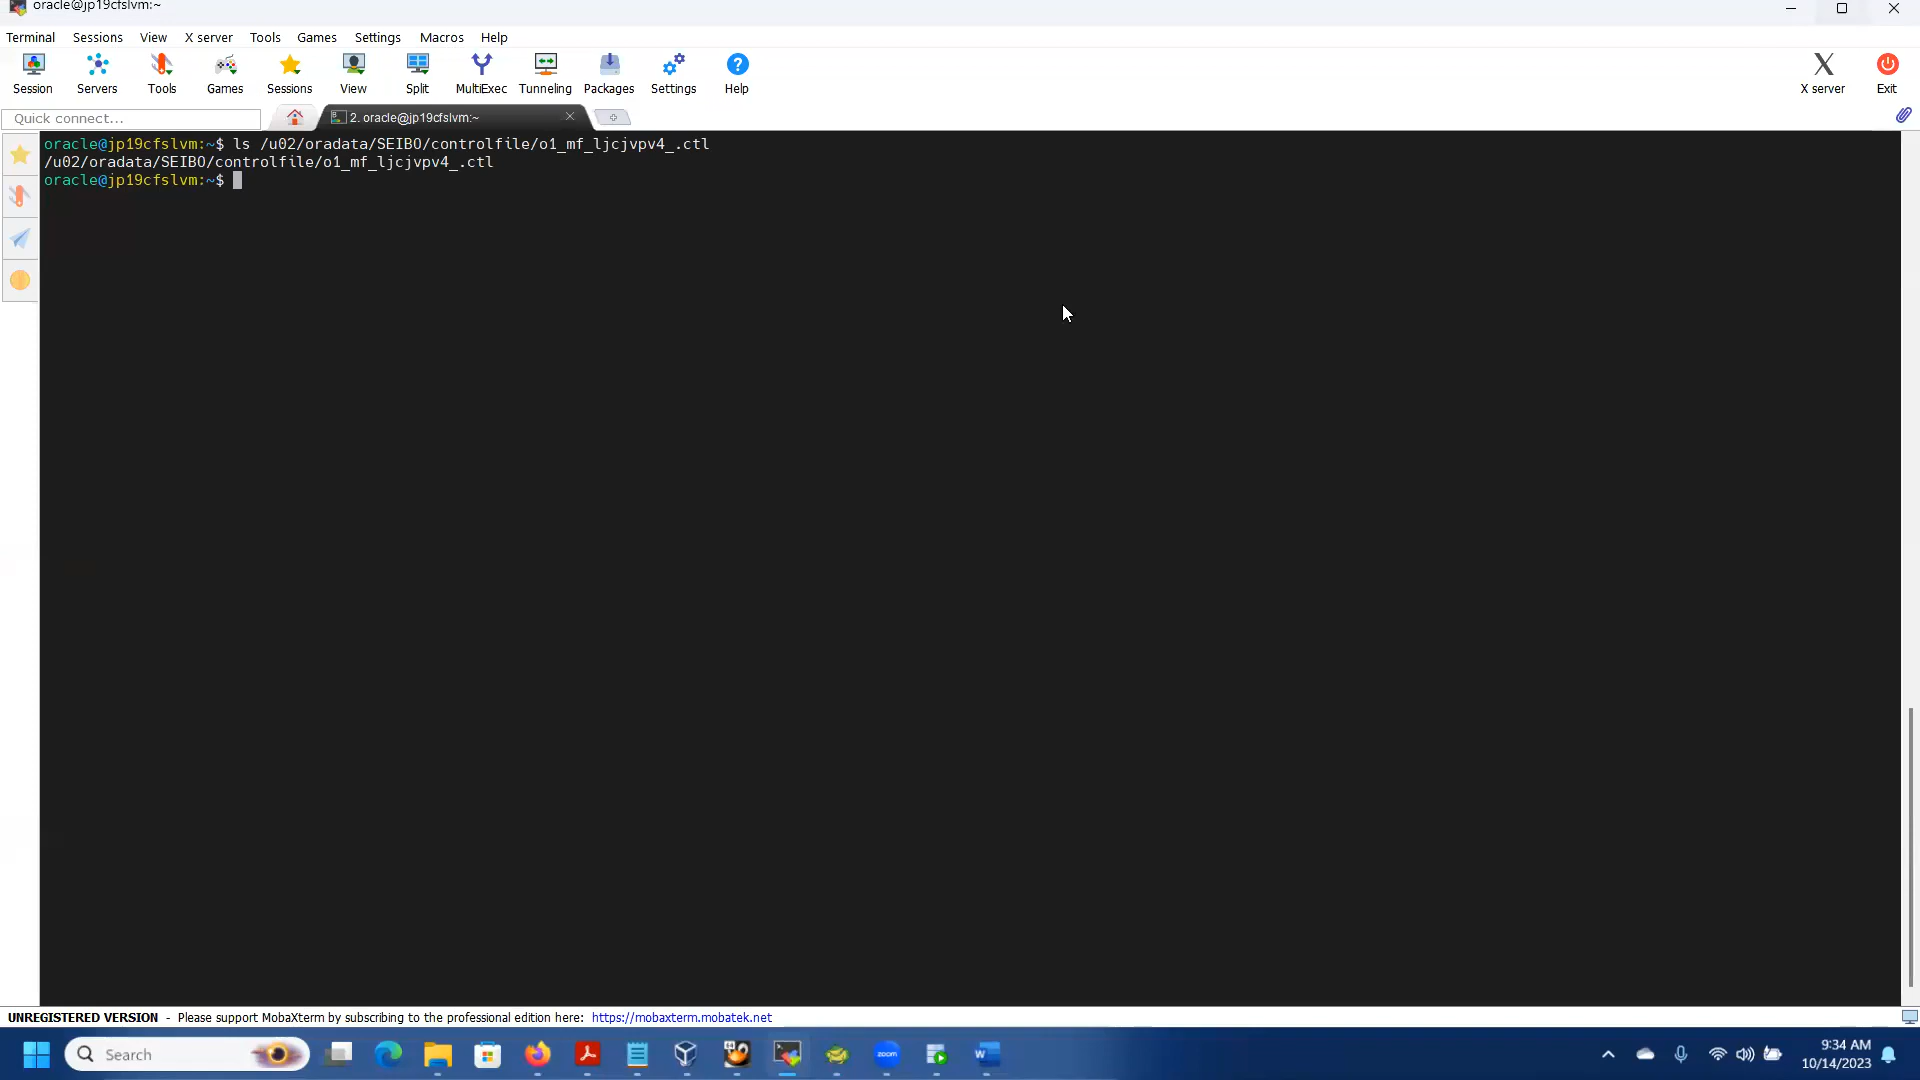 oracle@jp19cfslvm:~
Terminal Sessions View X server Tools Games Settings Macros Help
Session Servers Tools Games Sessions View Split MultiExec Tunneling Packages Settings Help X server Exit
Quick connect... 2. oracle@jp19cfslvm:~
oracle@jp19cfslvm:~$ ls /u02/oradata/SEIBO/controlfile/o1_mf_ljcjvpv4_.ctl
/u02/oradata/SEIBO/controlfile/o1_mf_ljcjvpv4_.ctl
oracle@jp19cfslvm:~$
UNREGISTERED VERSION - Please support MobaXterm by subscribing to the professional edition here: https://mobaxterm.mobatek.net
Search zoom 9:34 AM
10/14/2023